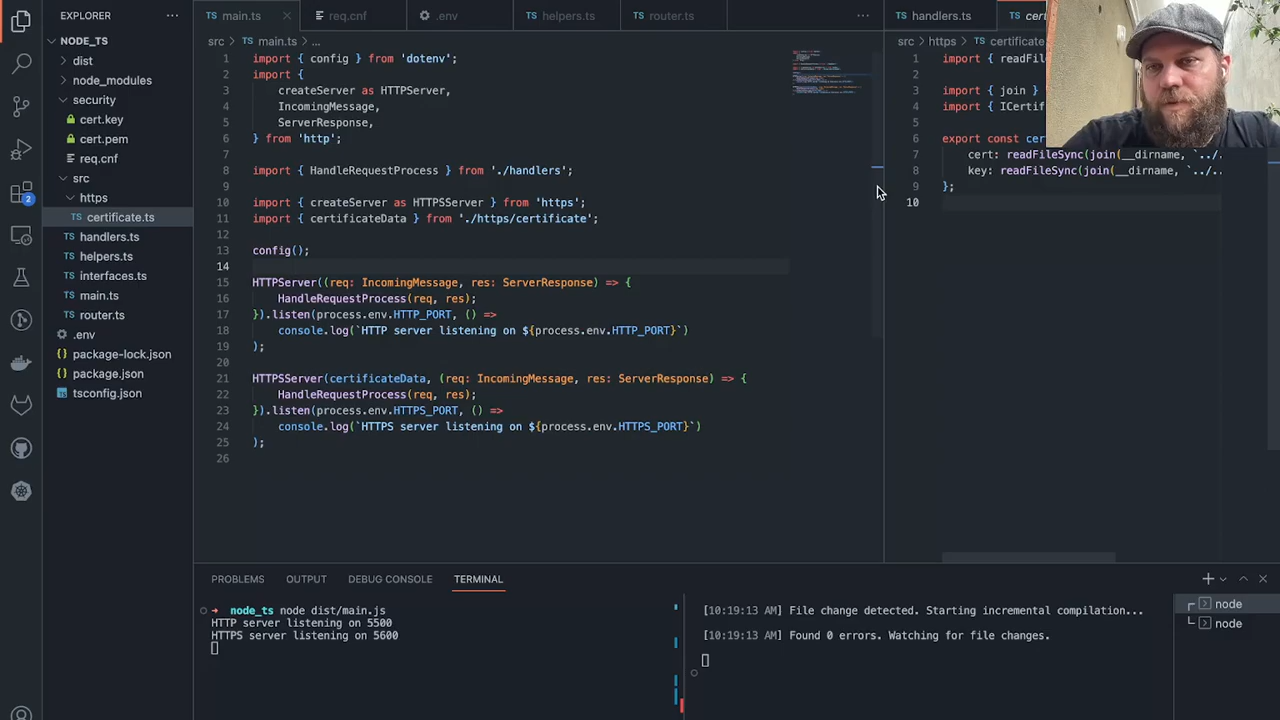 EXPLORER
NODE_TS
dist
node_modules
security
cert.key
cert.pem
req.cnf
src
https
TS certificate.ts
TS handlers.ts
TS helpers.ts
TS interfaces.ts
TS main.ts
TS router.ts
.env
{} package-lock.json
{} package.json
tsconfig.json
2
TS main.ts
req.cnf
.env
TS helpers.ts
TS router.ts
src > TS main.ts > ...
1 import { config } from 'dotenv';
2 import {
3 createServer as HTTPServer,
4 IncomingMessage,
5 ServerResponse,
6 } from 'http';
7
8 import { HandleRequestProcess } from './handlers';
9
10 import { createServer as HTTPSServer } from 'https';
11 import { certificateData } from './https/certificate';
12
13 config();
14
15 HTTPServer((req: IncomingMessage, res: ServerResponse) => {
16 HandleRequestProcess(req, res);
17 }).listen(process.env.HTTP_PORT, () =>
18 console.log(`HTTP server listening on ${process.env.HTTP_PORT}`)
19 );
20
21 HTTPSServer(certificateData, (req: IncomingMessage, res: ServerResponse) => {
22 HandleRequestProcess(req, res);
23 }).listen(process.env.HTTPS_PORT, () =>
24 console.log(`HTTPS server listening on ${process.env.HTTPS_PORT}`)
25 );
26
TS handlers.ts
TS cer
src > https > TS certificate
1 import { readFil
2
3 import { join }
4 import { ICertif
5
6 export const cer
7 cert: readFileSync(join(__dirname, `../..
8 key: readFileSync(join(__dirname, `../..
9 };
10
PROBLEMS
OUTPUT
DEBUG CONSOLE
TERMINAL
➜ node_ts node dist/main.js
HTTP server listening on 5500
HTTPS server listening on 5600
[10:19:13 AM] File change detected. Starting incremental compilation...
[10:19:13 AM] Found 0 errors. Watching for file changes.
node
node